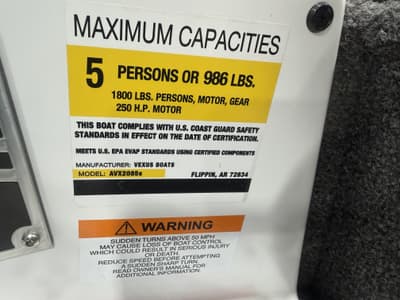 MAXIMUM CAPACITIES
5 PERSONS OR 986 LBS.
1800 LBS. PERSONS, MOTOR, GEAR
250 H.P. MOTOR
THIS BOAT COMPLIES WITH U.S. COAST GUARD SAFETY
STANDARDS IN EFFECT ON THE DATE OF CERTIFICATION.
MEETS U.S. EPA EVAP STANDARDS USING CERTIFIED COMPONENTS
MANUFACTURER: VEXUS BOATS
MODEL: AVX2080s FLIPPIN, AR 72634
WARNING
SUDDEN TURNS ABOVE 50 MPH
MAY CAUSE LOSS OF BOAT CONTROL
WHICH COULD RESULT IN SERIOUS INJURY
OR DEATH.
REDUCE SPEED BEFORE ATTEMPTING
A SUDDEN SHARP TURN.
READ OWNER'S MANUAL FOR
ADDITIONAL INFORMATION.